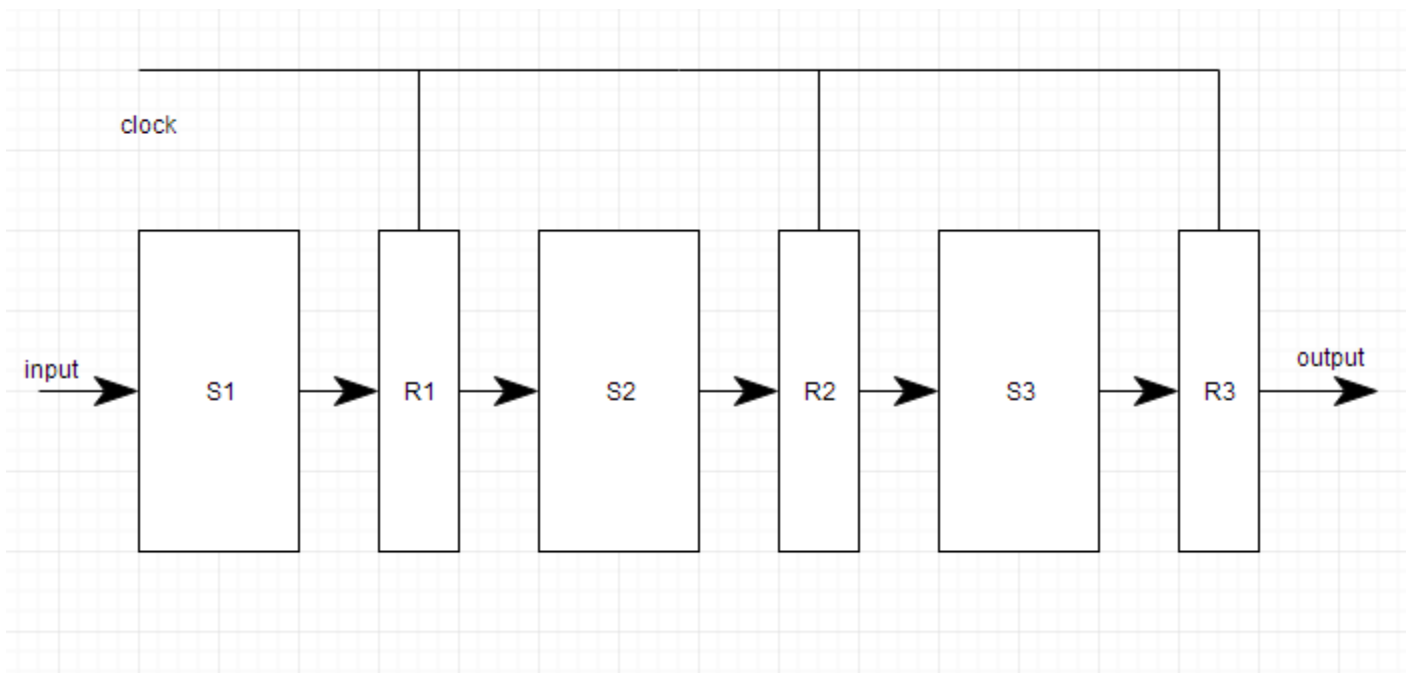 clock
input
S1
R1
S2
R2
S3
R3
output